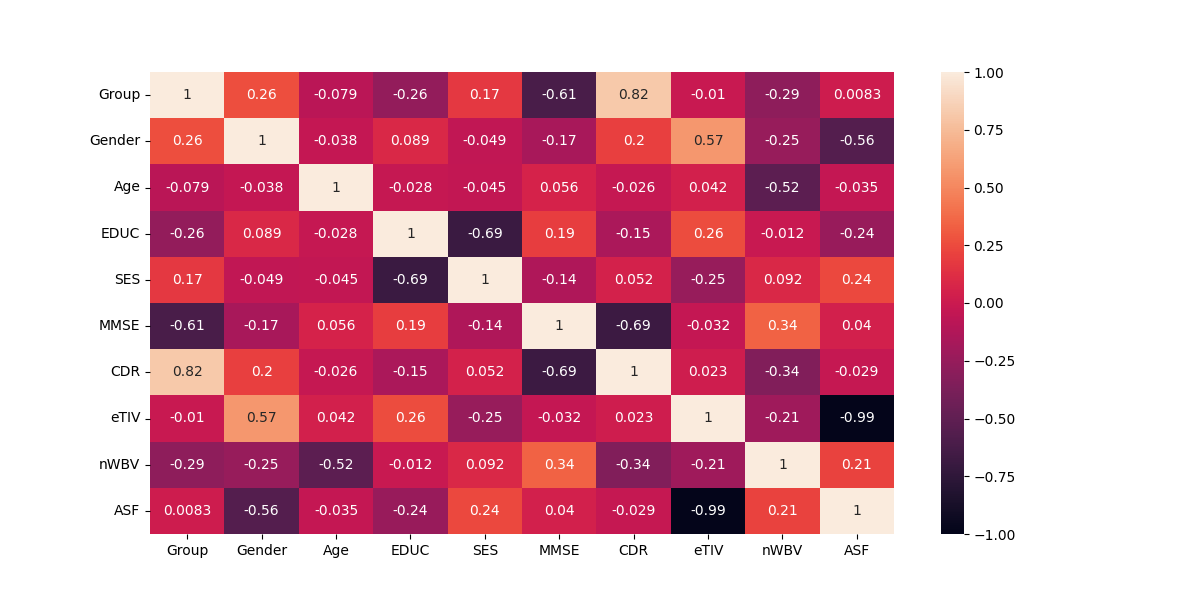 Group 1 0.26 -0.079 -0.26 0.17 -0.61 0.82 -0.01 -0.29 0.0083
Gender 0.26 1 -0.038 0.089 -0.049 -0.17 0.2 0.57 -0.25 -0.56
Age -0.079 -0.038 1 -0.028 -0.045 0.056 -0.026 0.042 -0.52 -0.035
EDUC -0.26 0.089 -0.028 1 -0.69 0.19 -0.15 0.26 -0.012 -0.24
SES 0.17 -0.049 -0.045 -0.69 1 -0.14 0.052 -0.25 0.092 0.24
MMSE -0.61 -0.17 0.056 0.19 -0.14 1 -0.69 -0.032 0.34 0.04
CDR 0.82 0.2 -0.026 -0.15 0.052 -0.69 1 0.023 -0.34 -0.029
eTIV -0.01 0.57 0.042 0.26 -0.25 -0.032 0.023 1 -0.21 -0.99
nWBV -0.29 -0.25 -0.52 -0.012 0.092 0.34 -0.34 -0.21 1 0.21
ASF 0.0083 -0.56 -0.035 -0.24 0.24 0.04 -0.029 -0.99 0.21 1
Group Gender Age EDUC SES MMSE CDR eTIV nWBV ASF
1.00
0.75
0.50
0.25
0.00
−0.25
−0.50
−0.75
−1.00